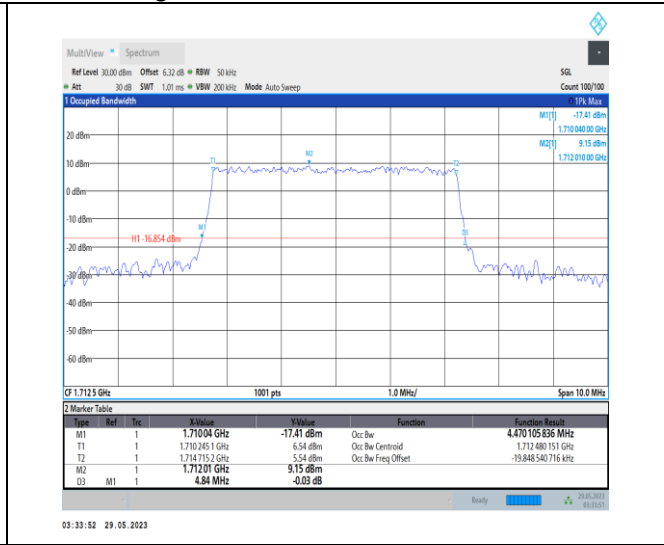 MultiView Spectrum
Ref Level 30.00 dBm Offset 6.32 dB RBW 50 kHz SGL
Att 30 dB SWT 1.01 ms VBW 200 kHz Mode Auto Sweep Count 100/100
1 Occupied Bandwidth 1Pk Max
M1[1] -17.41 dBm
1.710 040 00 GHz
M2[1] 9.15 dBm
1.712 010 00 GHz
20 dBm
10 dBm
T1 M2 T2
0 dBm
-10 dBm
M1 D3
H1 -16.854 dBm
-20 dBm
-30 dBm
-40 dBm
-50 dBm
-60 dBm
CF 1.712 5 GHz 1001 pts 1.0 MHz/ Span 10.0 MHz
2 Marker Table
Type Ref Trc X-Value Y-Value Function Function Result
M1 1 1.71004 GHz -17.41 dBm Occ Bw 4.470 105 836 MHz
T1 1 1.710 245 1 GHz 6.54 dBm Occ Bw Centroid 1.712 480 151 GHz
T2 1 1.714 715 2 GHz 5.54 dBm Occ Bw Freq Offset -19.848 540 716 kHz
M2 1 1.71201 GHz 9.15 dBm
D3 M1 1 4.84 MHz -0.03 dB
Ready 29.05.2023
03:33:53
03:33:52 29.05.2023